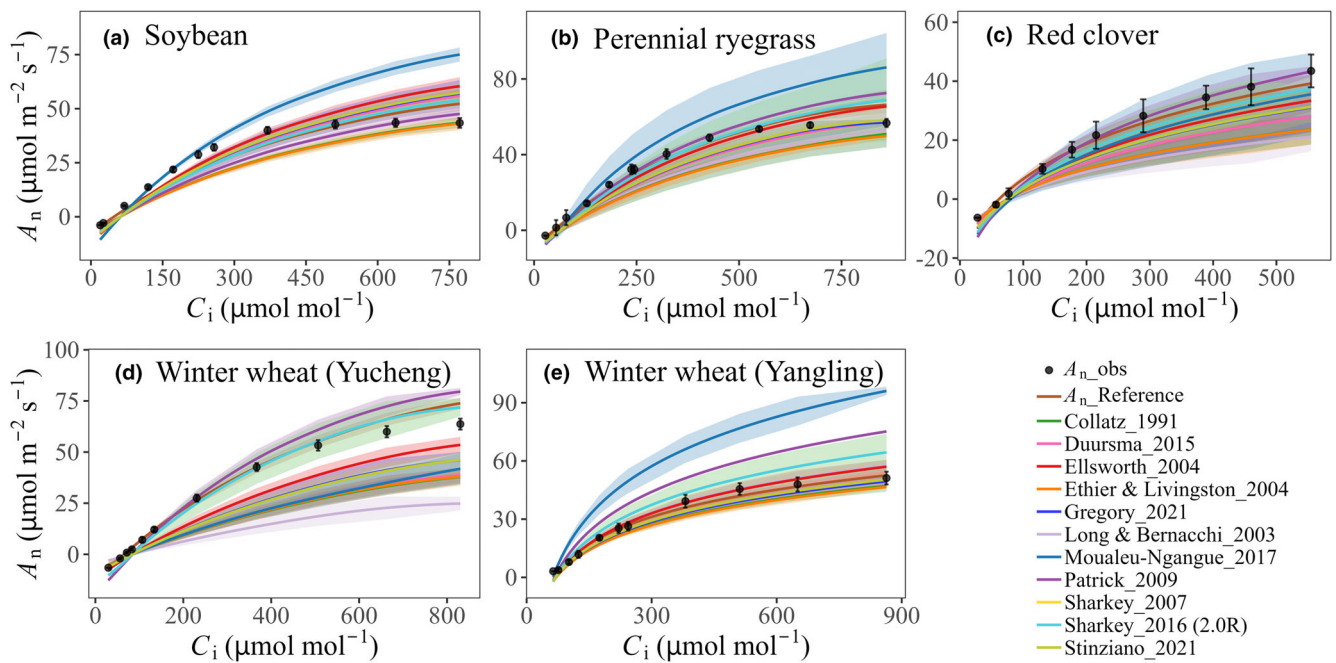 (a) Soybean
(b) Perennial ryegrass
(c) Red clover
Aₙ (μmol m⁻² s⁻¹)
75
50
25
0
80
40
0
60
40
20
0
-20
0 150 300 450 600 750
0 250 500 750
100 200 300 400 500
Cᵢ (μmol mol⁻¹)
Cᵢ (μmol mol⁻¹)
Cᵢ (μmol mol⁻¹)
(d) Winter wheat (Yucheng)
(e) Winter wheat (Yangling)
Aₙ (μmol m⁻² s⁻¹)
100
75
50
25
0
90
60
30
0
0 200 400 600 800
0 300 600 900
Cᵢ (μmol mol⁻¹)
Cᵢ (μmol mol⁻¹)
Aₙ_obs
Aₙ_Reference
Collatz_1991
Duursma_2015
Ellsworth_2004
Ethier & Livingston_2004
Gregory_2021
Long & Bernacchi_2003
Moualeu-Ngangue_2017
Patrick_2009
Sharkey_2007
Sharkey_2016 (2.0R)
Stinziano_2021